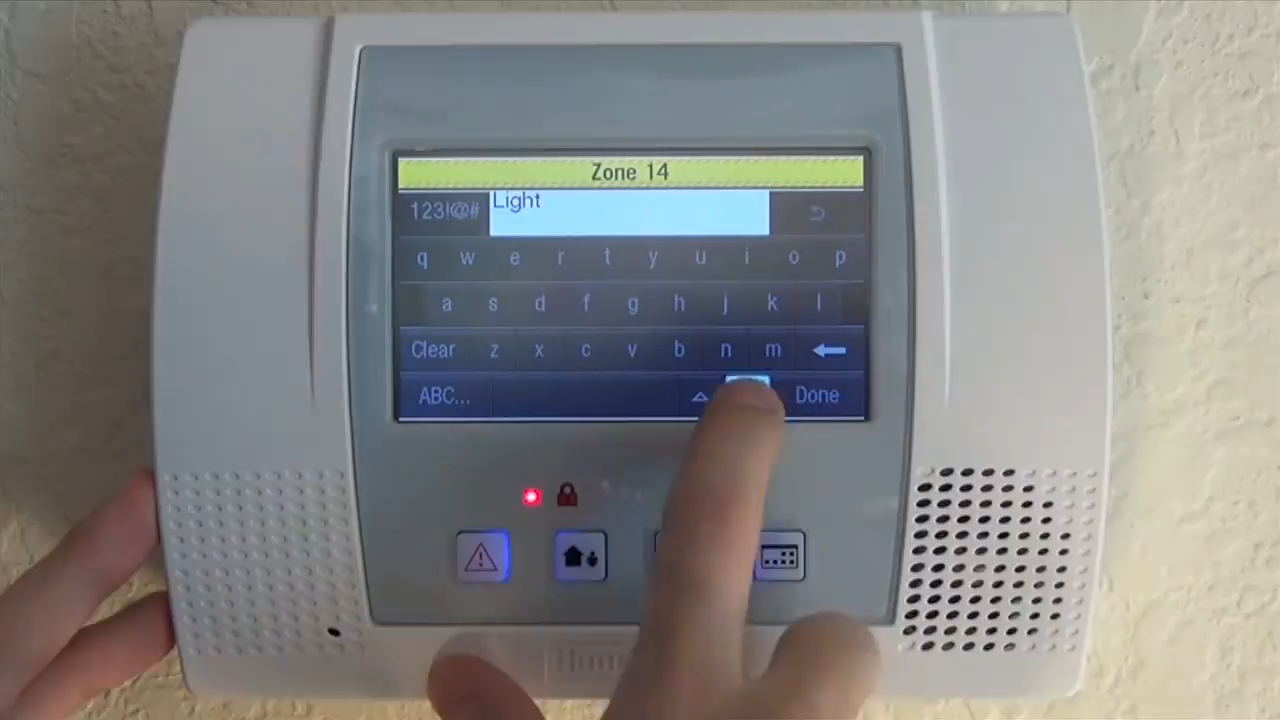 Zone 14
123!@# Light
q w e r t y u i o p
a s d f g h j k l
Clear z x c v b n m
ABC... Done